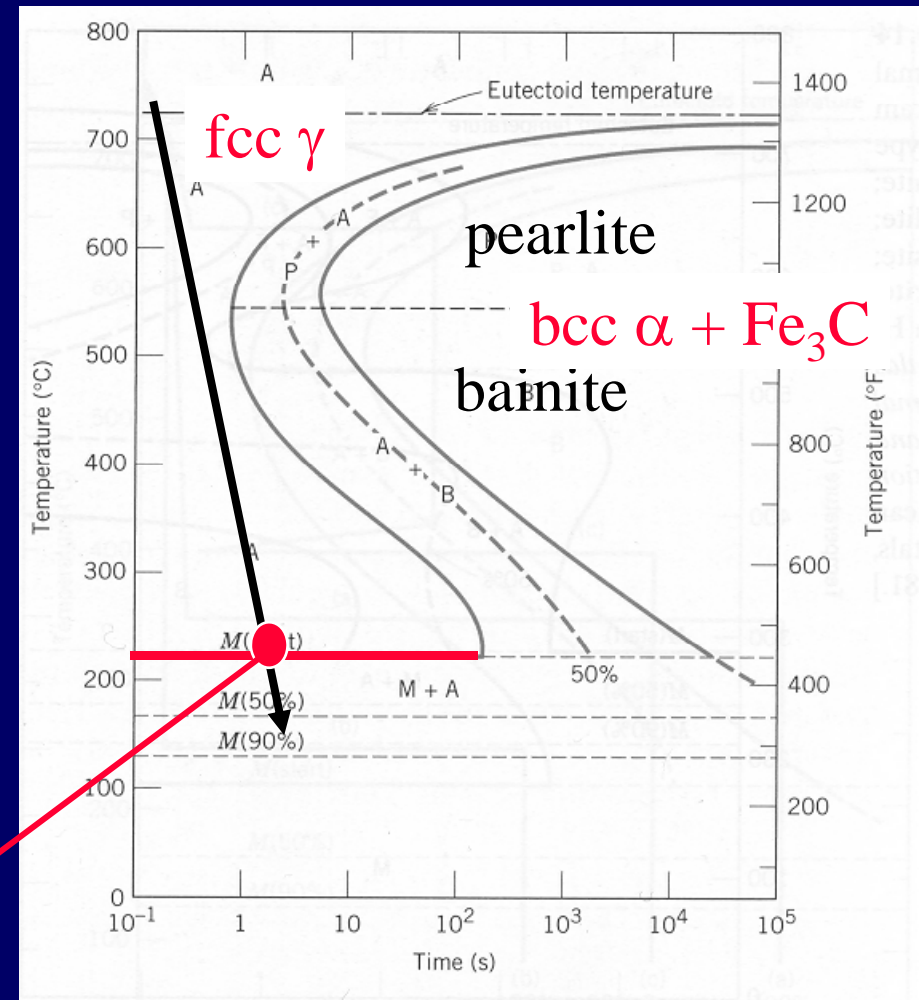 800
A
Eutectoid temperature
1400
700
fcc γ
A
1200
A
+
P
600
pearlite
bcc α + Fe₃C
500
bainite
B
Temperature (°C)
Temperature (°F
A
+
B
800
400
A
300
600
M( t)
200
M + A
50%
400
M(50%)
M(90%)
100
200
0
10⁻¹ 1 10 10² 10³ 10⁴ 10⁵
Time (s)